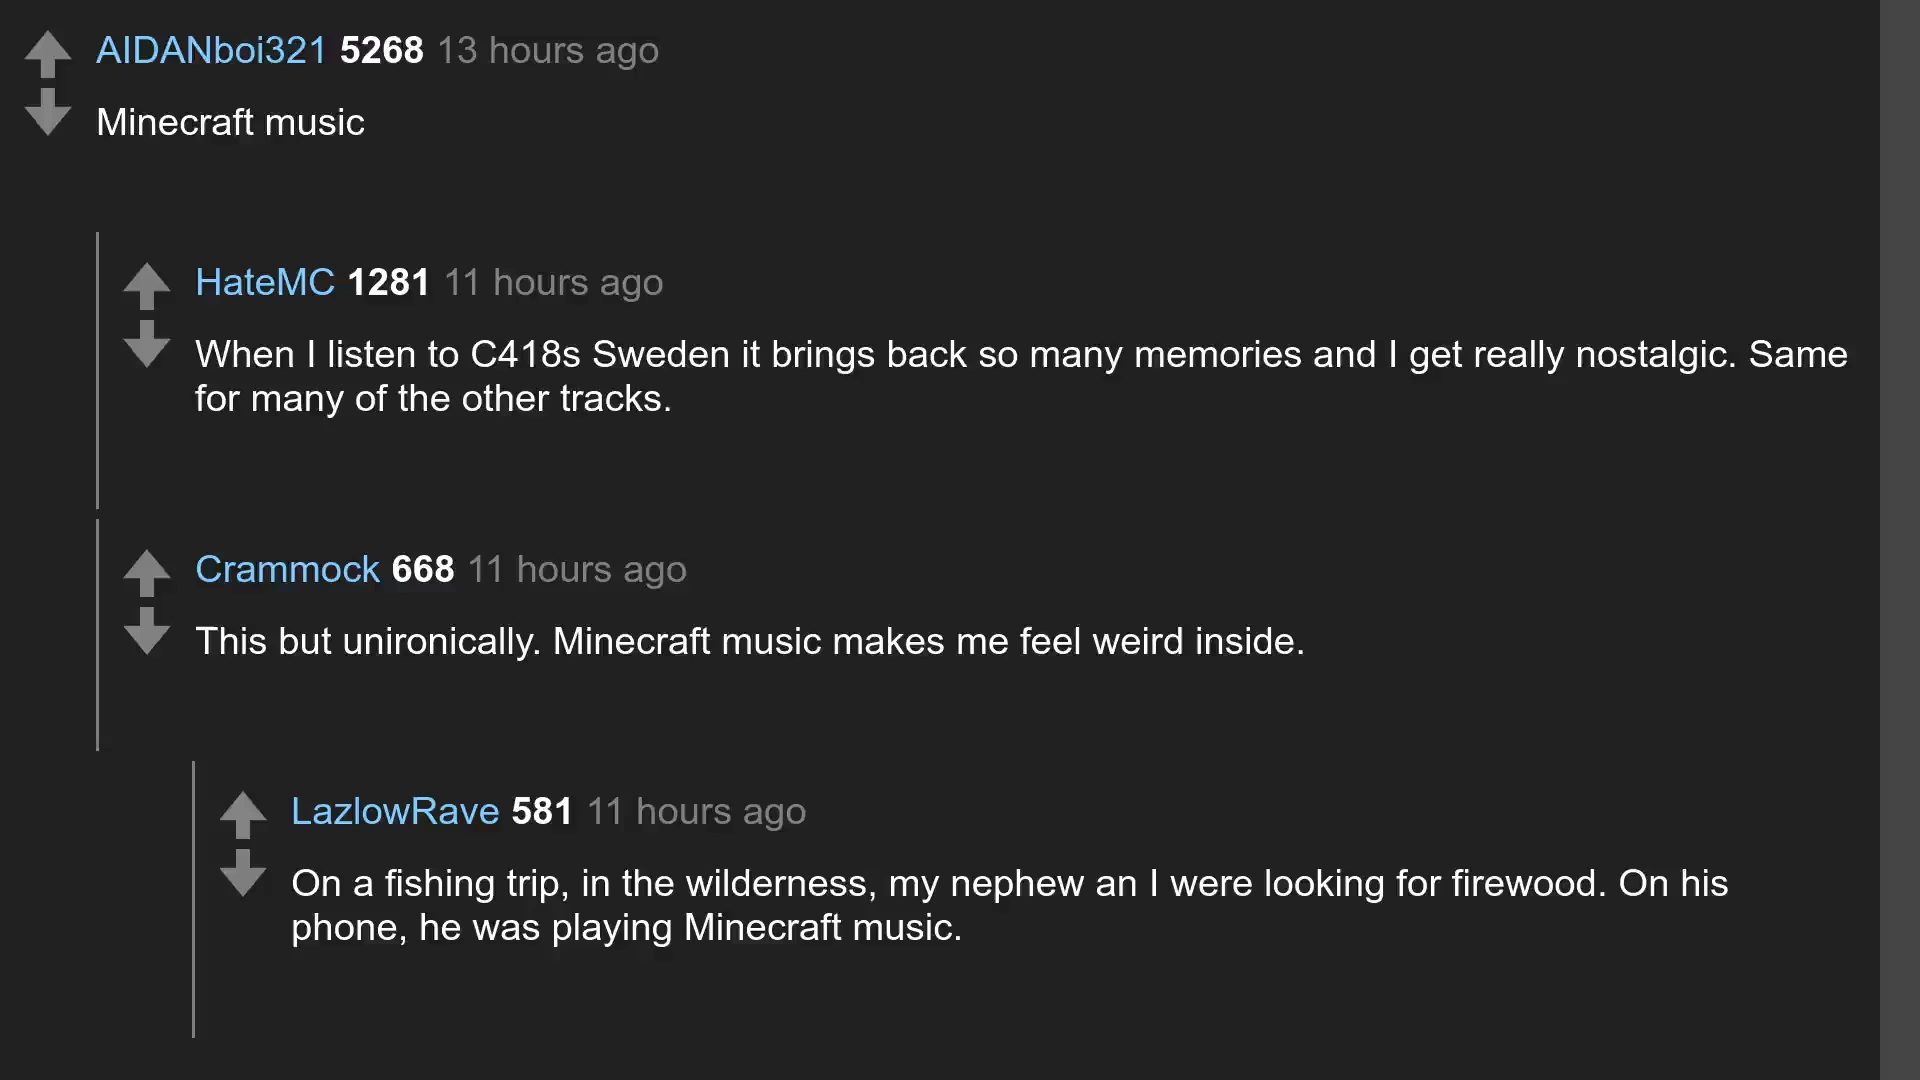 AIDANboi321 5268 13 hours ago
Minecraft music
HateMC 1281 11 hours ago
When I listen to C418s Sweden it brings back so many memories and I get really nostalgic. Same
for many of the other tracks.
Crammock 668 11 hours ago
This but unironically. Minecraft music makes me feel weird inside.
LazlowRave 581 11 hours ago
On a fishing trip, in the wilderness, my nephew an I were looking for firewood. On his
phone, he was playing Minecraft music.